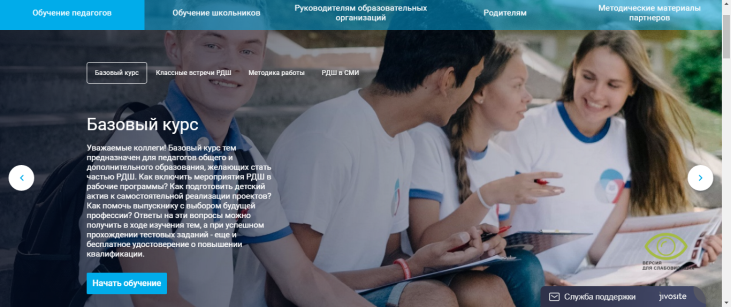 Обучение педагогов
Обучение школьников
Руководителям образовательных
организаций
Родителям
Методические материалы
партнеров
Базовый курс
Классные встречи РДШ
Методика работы
РДШ в СМИ
Базовый курс
Уважаемые коллеги! Базовый курс тем
предназначен для педагогов общего и
дополнительного образования, желающих стать
частью РДШ. Как включить мероприятия РДШ в
рабочие программы? Как подготовить детский
актив к самостоятельной реализации проектов?
Как помочь выпускнику с выбором будущей
профессии? Ответы на эти вопросы можно
получить в ходе изучения тем, а при успешном
прохождении тестовых заданий - еще и
бесплатное удостоверение о повышении
квалификации.
Начать обучение
ВЕРСИЯ
ДЛЯ СЛАБОВИД
Служба поддержки
jivosite